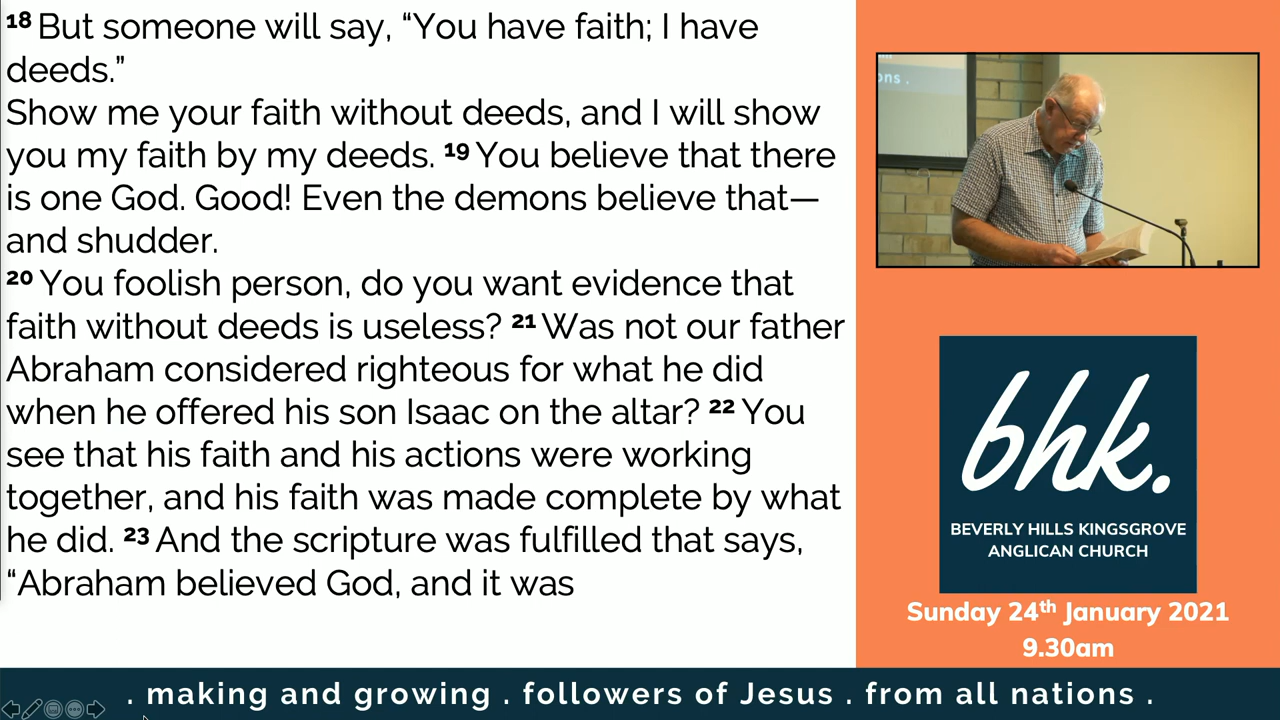 18 But someone will say, “You have faith; I have
deeds.”
Show me your faith without deeds, and I will show
you my faith by my deeds. 19 You believe that there
is one God. Good! Even the demons believe that—
and shudder.
20 You foolish person, do you want evidence that
faith without deeds is useless? 21 Was not our father
Abraham considered righteous for what he did
when he offered his son Isaac on the altar? 22 You
see that his faith and his actions were working
together, and his faith was made complete by what
he did. 23 And the scripture was fulfilled that says,
“Abraham believed God, and it was
ons .
bhk.
BEVERLY HILLS KINGSGROVE
ANGLICAN CHURCH
Sunday 24th January 2021
9.30am
. making and growing . followers of Jesus . from all nations .